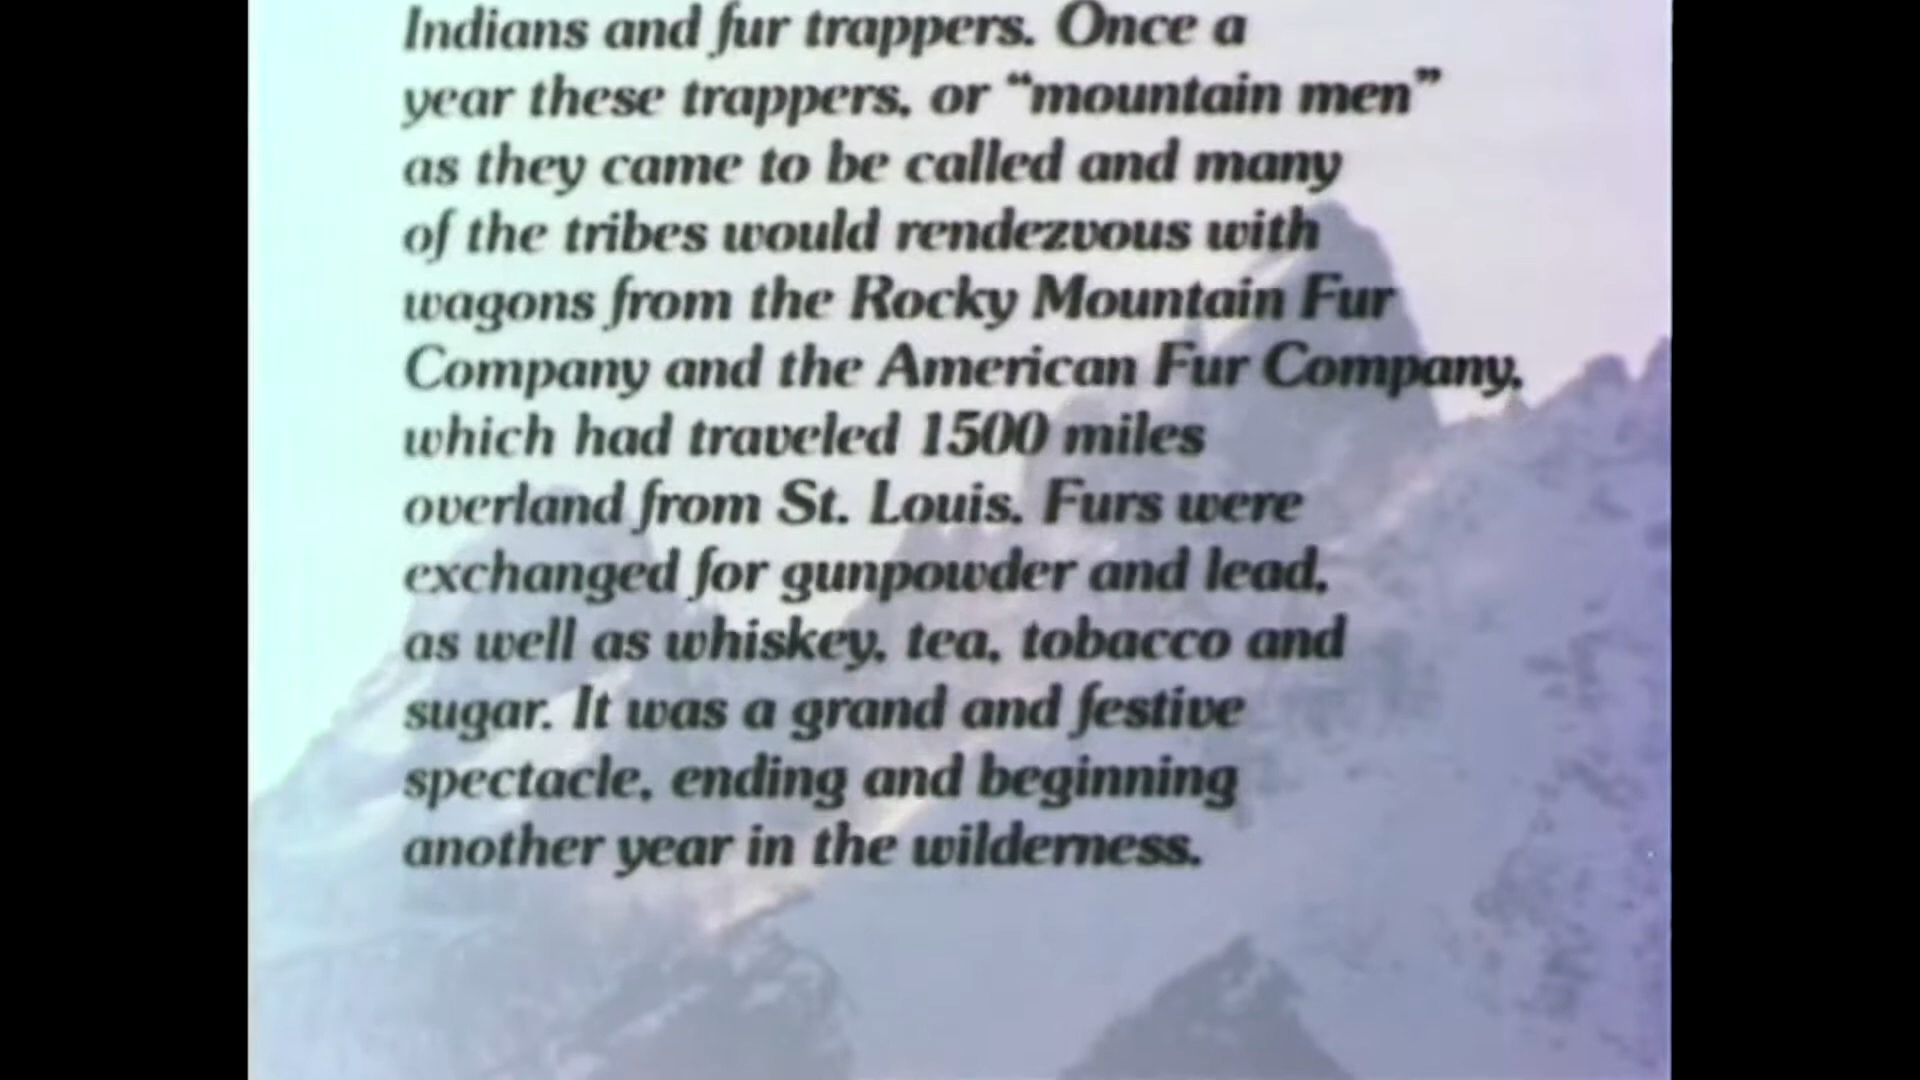 Indians and fur trappers. Once a
year these trappers, or “mountain men”
as they came to be called and many
of the tribes would rendezvous with
wagons from the Rocky Mountain Fur
Company and the American Fur Company,
which had traveled 1500 miles
overland from St. Louis. Furs were
exchanged for gunpowder and lead,
as well as whiskey, tea, tobacco and
sugar. It was a grand and festive
spectacle, ending and beginning
another year in the wilderness.